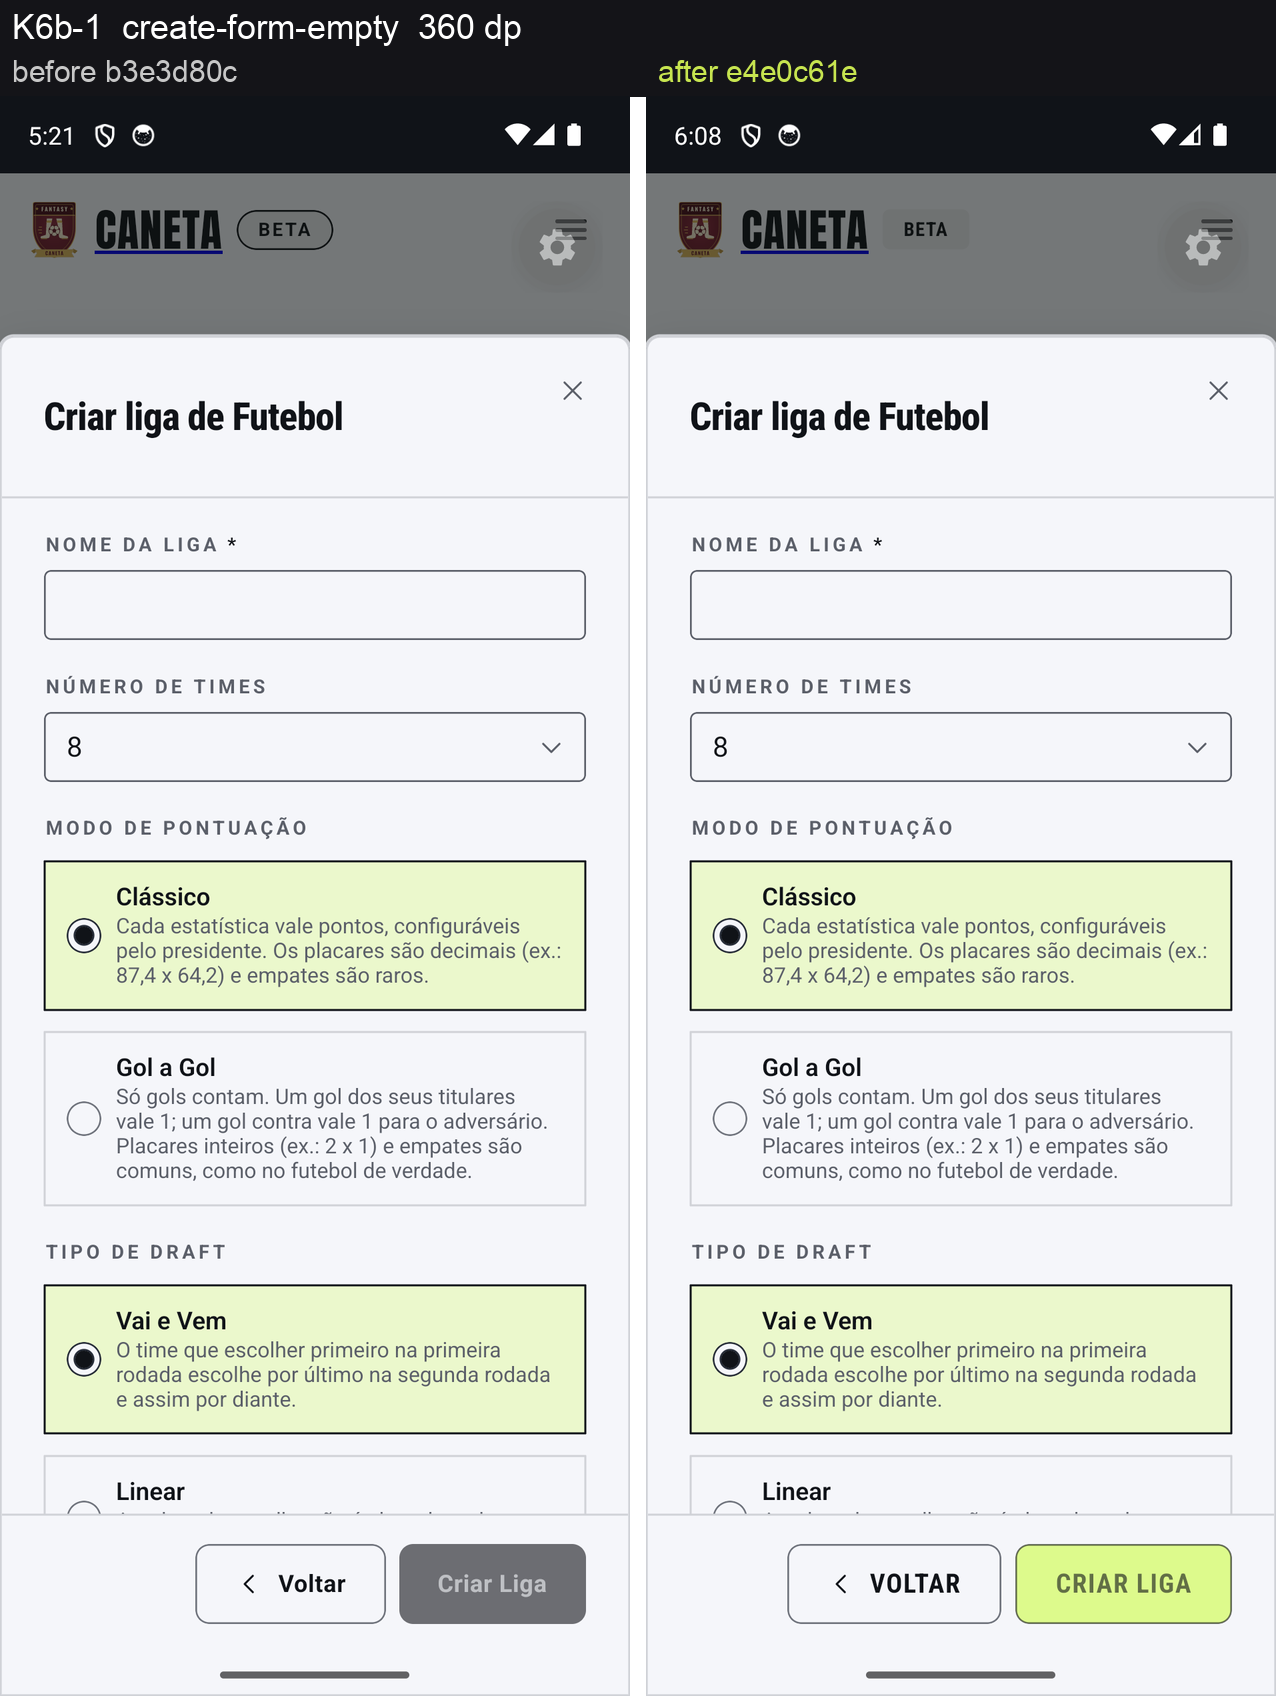 K6b-1 create-form-empty 360 dp
before b3e3d80c
after e4e0c61e
5:21
FANTASY
CANETA
CANETA
BETA
Criar liga de Futebol
NOME DA LIGA *
NÚMERO DE TIMES
8
MODO DE PONTUAÇÃO
Clássico
Cada estatística vale pontos, configuráveis
pelo presidente. Os placares são decimais (ex.:
87,4 x 64,2) e empates são raros.
Gol a Gol
Só gols contam. Um gol dos seus titulares
vale 1; um gol contra vale 1 para o adversário.
Placares inteiros (ex.: 2 x 1) e empates são
comuns, como no futebol de verdade.
TIPO DE DRAFT
Vai e Vem
O time que escolher primeiro na primeira
rodada escolhe por último na segunda rodada
e assim por diante.
Linear
Voltar
Criar Liga
6:08
FANTASY
CANETA
CANETA
BETA
Criar liga de Futebol
NOME DA LIGA *
NÚMERO DE TIMES
8
MODO DE PONTUAÇÃO
Clássico
Cada estatística vale pontos, configuráveis
pelo presidente. Os placares são decimais (ex.:
87,4 x 64,2) e empates são raros.
Gol a Gol
Só gols contam. Um gol dos seus titulares
vale 1; um gol contra vale 1 para o adversário.
Placares inteiros (ex.: 2 x 1) e empates são
comuns, como no futebol de verdade.
TIPO DE DRAFT
Vai e Vem
O time que escolher primeiro na primeira
rodada escolhe por último na segunda rodada
e assim por diante.
Linear
VOLTAR
CRIAR LIGA